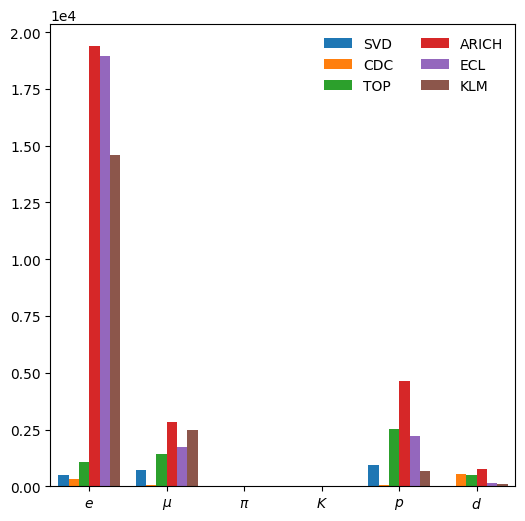 1e4
2.00
1.75
1.50
1.25
1.00
0.75
0.50
0.25
0.00
SVD
CDC
TOP
ARICH
ECL
KLM
e
μ
π
K
p
d